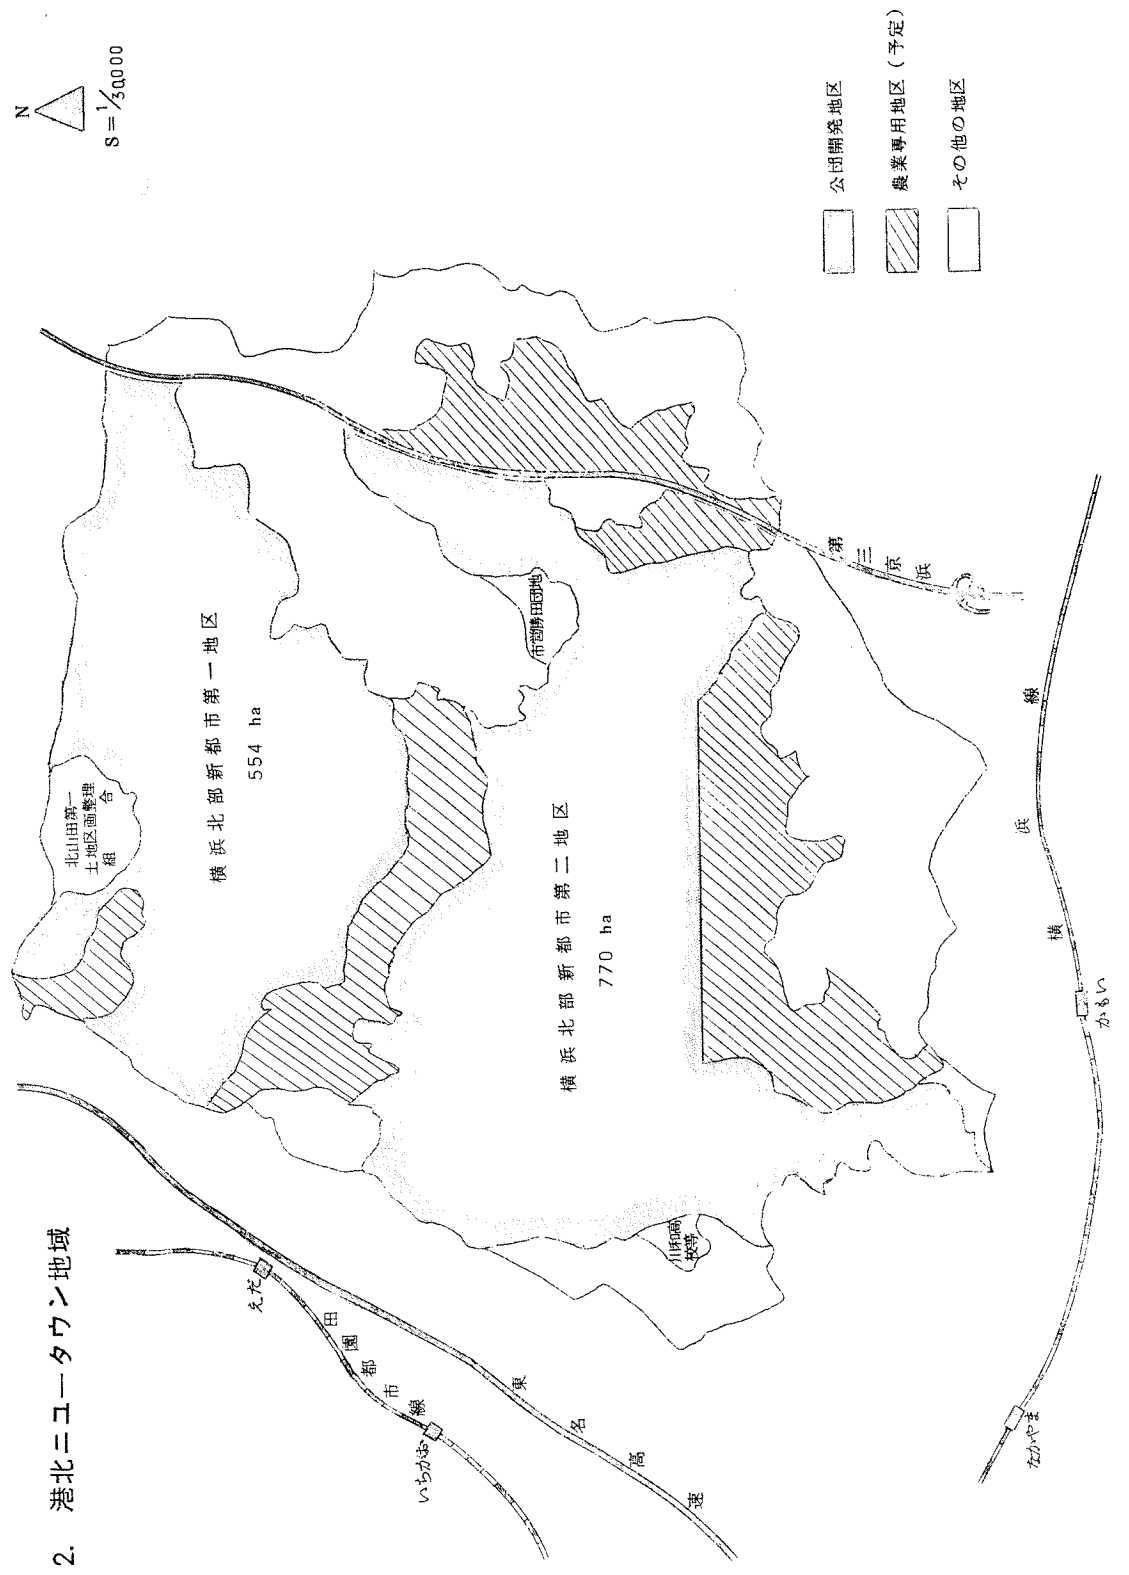 2. 港北ニュータウン地域
N
S=1/30,000
公団開発地区
農業専用地区(予定)
その他の地区
北山田第一
土地区画整理
組合
横浜北部新都市第一地区
554 ha
市営勝田団地
横浜北部新都市第二地区
770 ha
川和高
校等
えだ
いちがお
田園都市線
東名高速
第三京浜
横浜線
かもい
なかやま